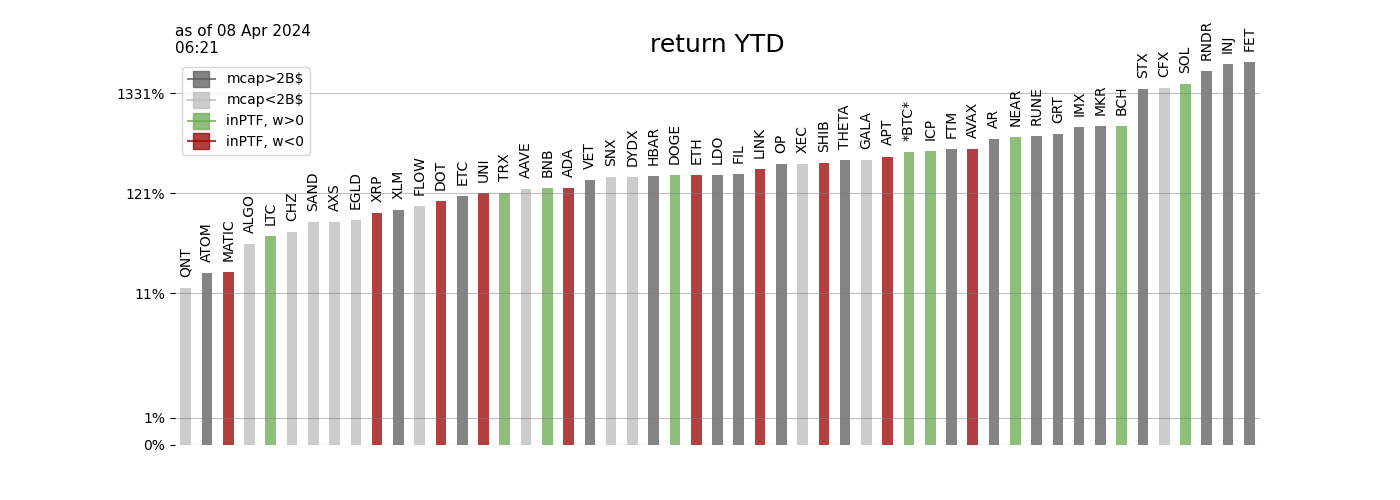 as of 08 Apr 2024
06:21
return YTD
mcap>2B$
mcap<2B$
inPTF, w>0
inPTF, w<0
1331%
121%
11%
1%
0%
QNT
ATOM
MATIC
ALGO
LTC
CHZ
SAND
AXS
EGLD
XRP
XLM
FLOW
DOT
ETC
UNI
TRX
AAVE
BNB
ADA
VET
SNX
DYDX
HBAR
DOGE
ETH
LDO
FIL
LINK
OP
XEC
SHIB
THETA
GALA
APT
*BTC*
ICP
FTM
AVAX
AR
NEAR
RUNE
GRT
IMX
MKR
BCH
STX
CFX
SOL
RNDR
INJ
FET